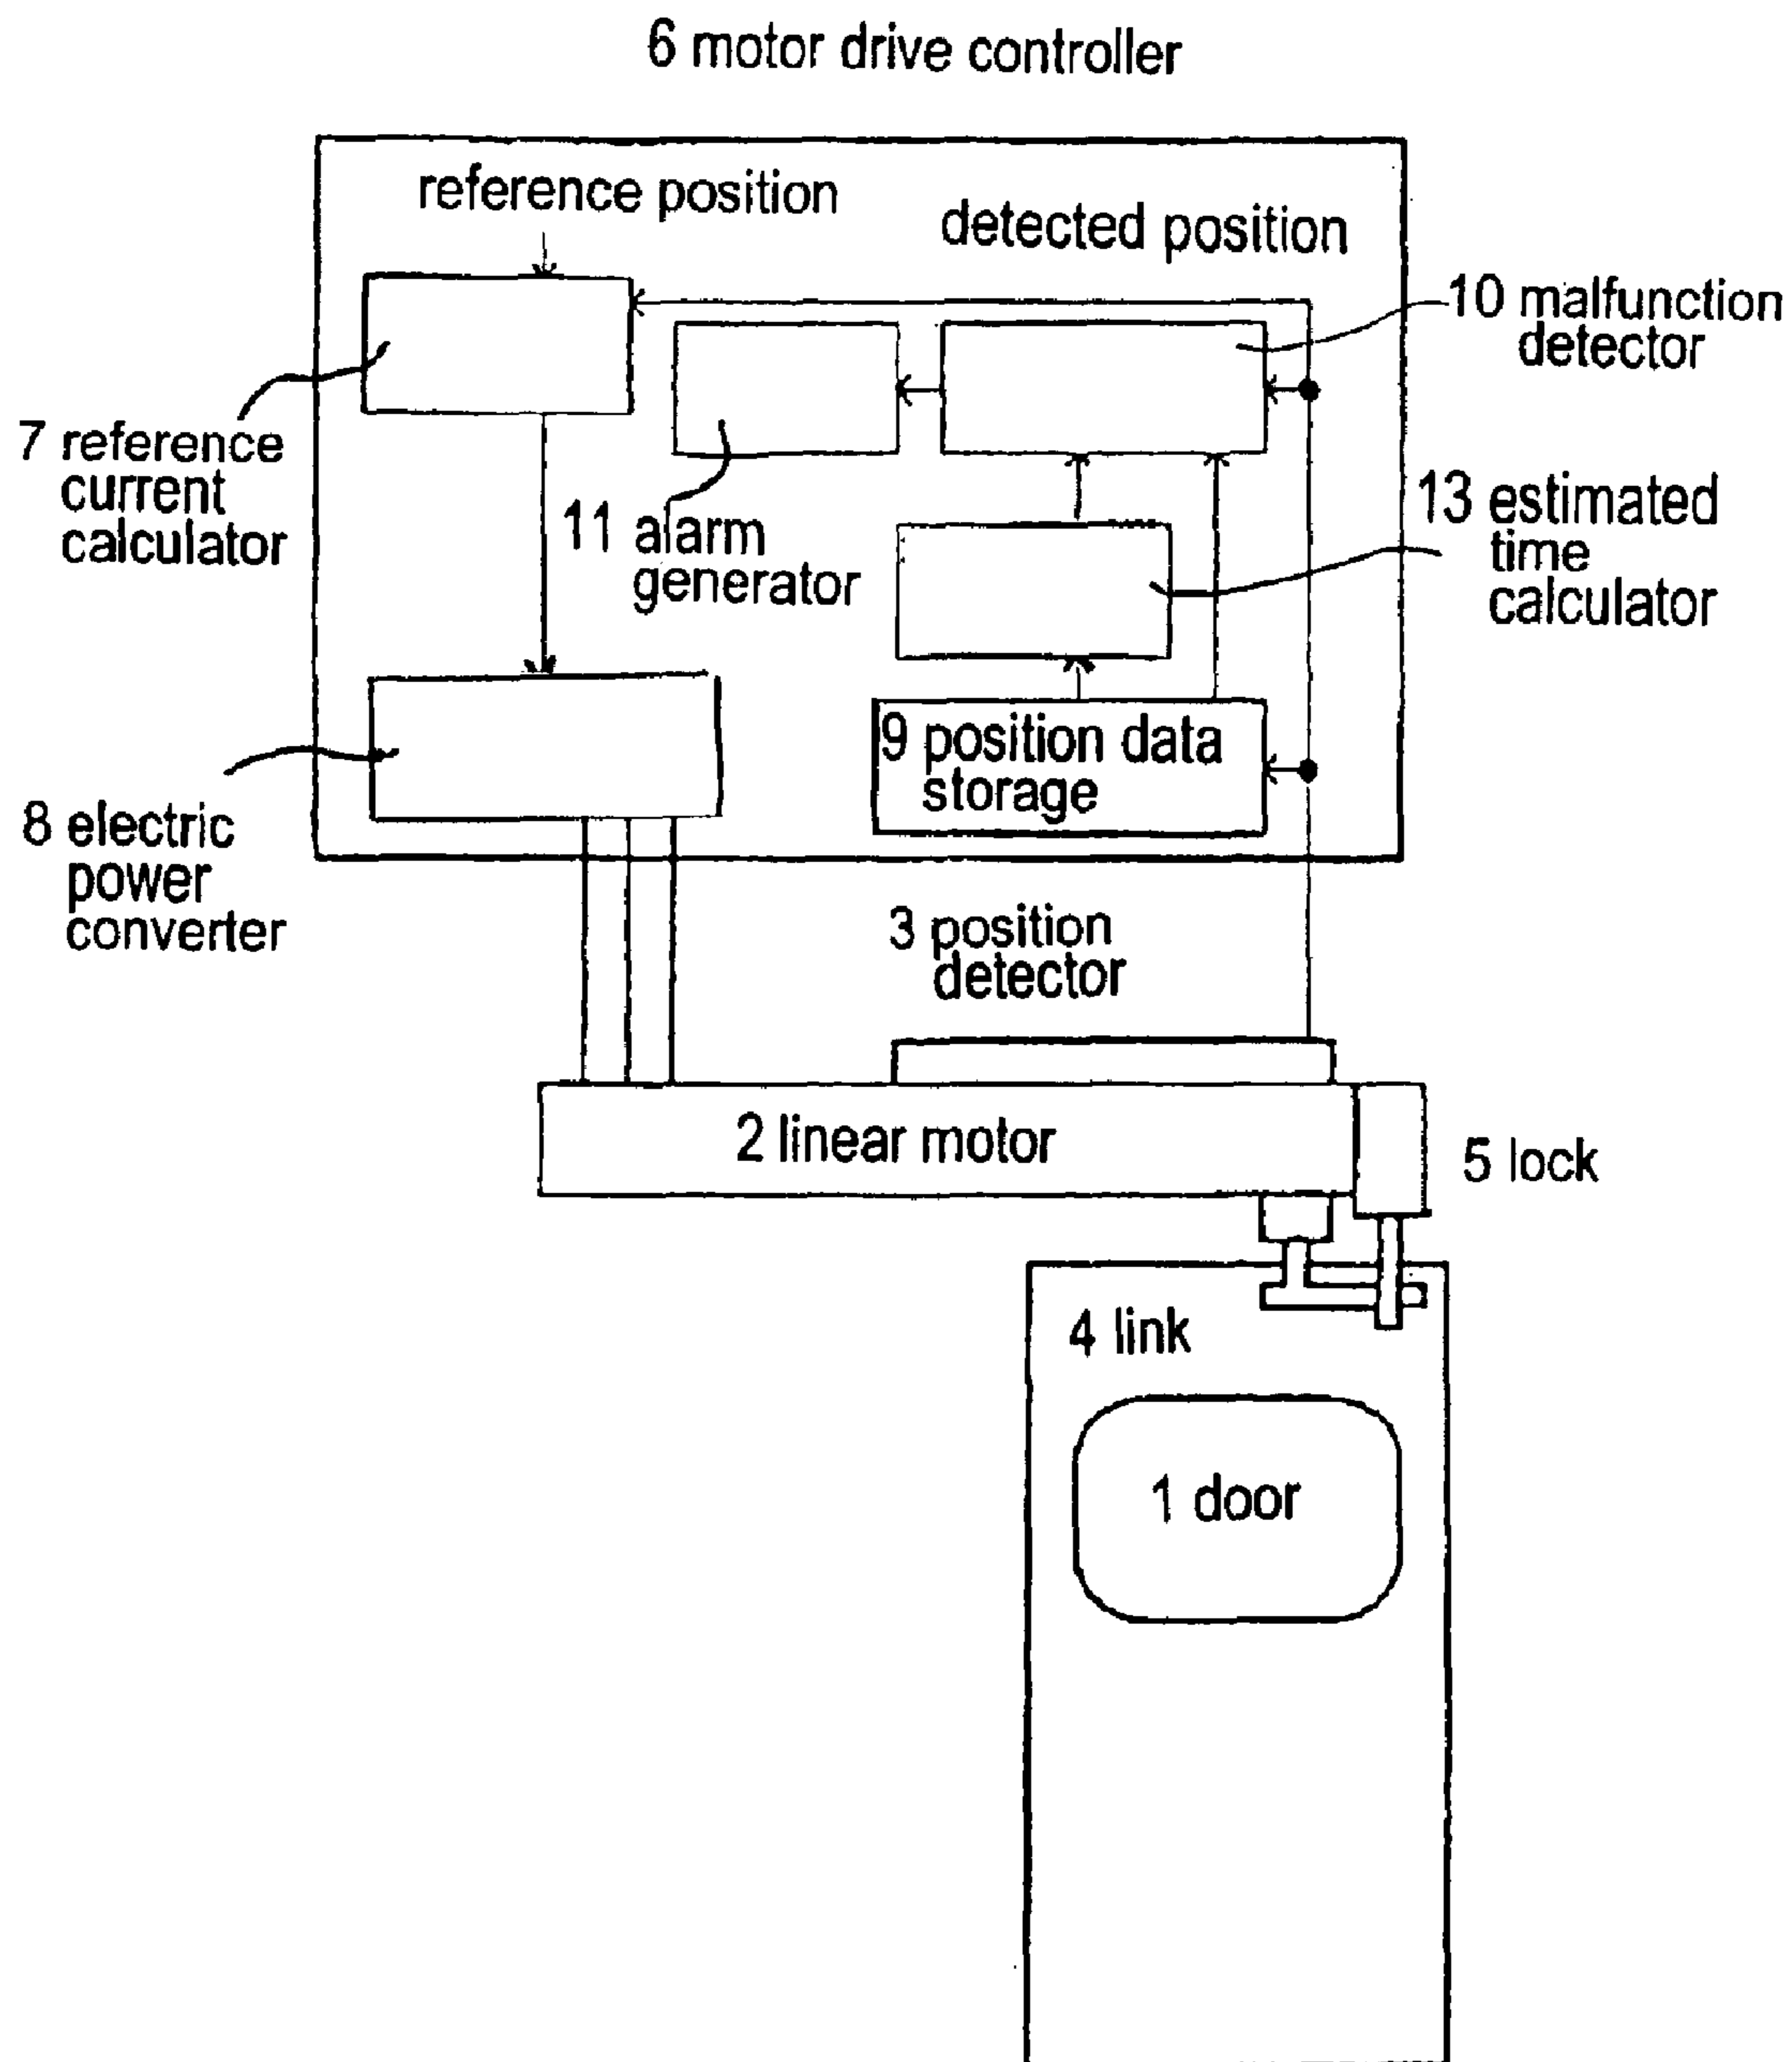 6 motor drive controller
reference position
detected position
10 malfunction
detector
7 reference
current
calculator
11 alarm
generator
13 estimated
time
calculator
9 position data
storage
8 electric
power
converter
3 position
detector
2 linear motor
5 lock
4 link
1 door